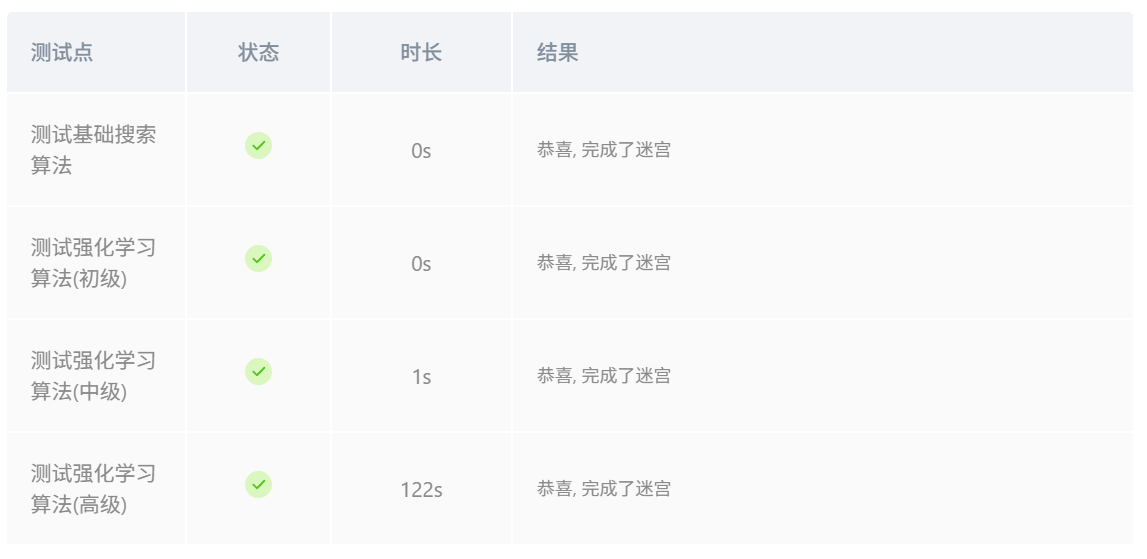 测试点 状态 时长 结果
测试基础搜索
算法
0s 恭喜, 完成了迷宫
测试强化学习
算法(初级)
0s 恭喜, 完成了迷宫
测试强化学习
算法(中级)
1s 恭喜, 完成了迷宫
测试强化学习
算法(高级)
122s 恭喜, 完成了迷宫